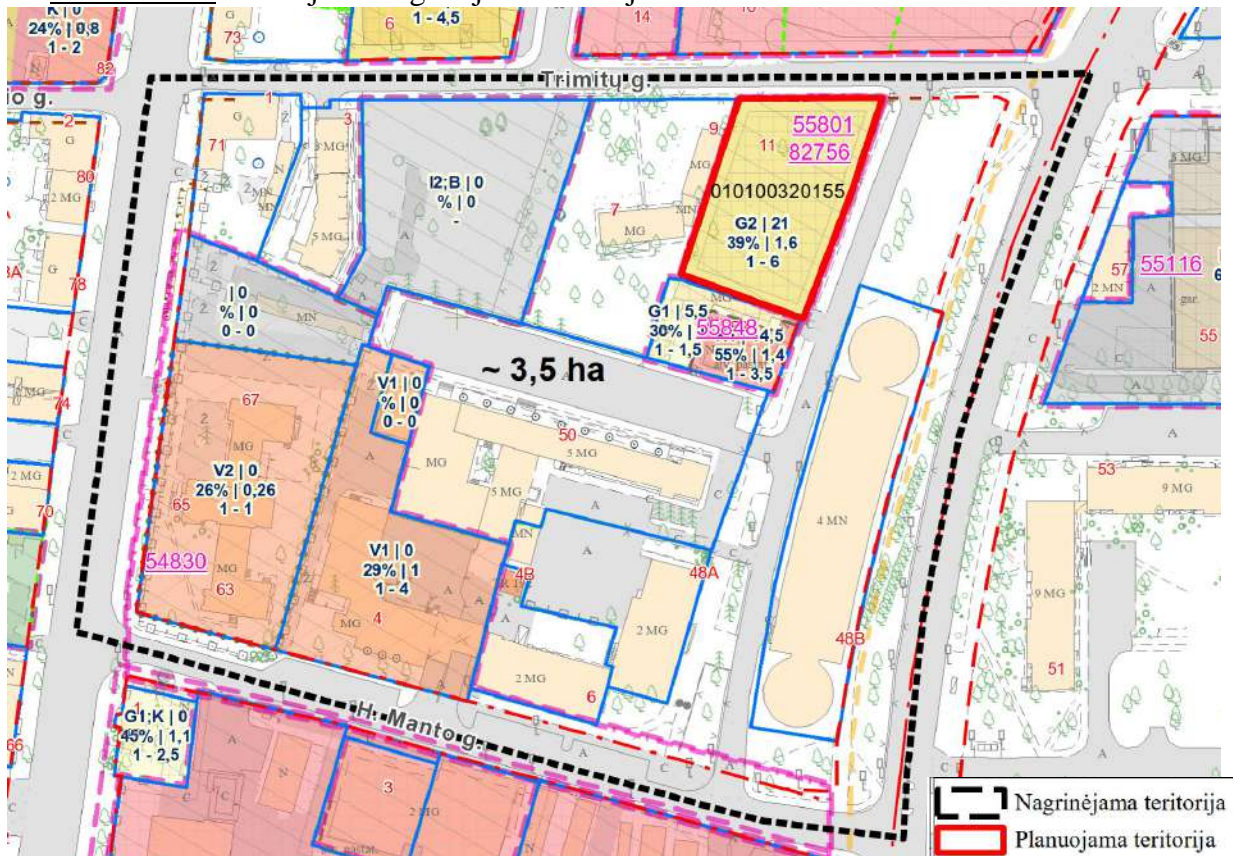 K | 0
24% | 0,8
1 - 2
82
73
6
1 - 4,5
14
Trimitų g.
io g.
2
80
78
74
70
66
1
G
71
3
3 MG
5 MG
I2;B | 0
% | 0
-
A
7
MG
9
MG
11
55801
82756
010100320155
G2 | 21
39% | 1,6
1 - 6
G1 | 5,5
30% |
1 - 1,5
55848
4,5
55% | 1,4
1 - 3,5
| 0
% | 0
0 - 0
MN
~ 3,5 ha
V1 | 0
% | 0
0 - 0
67
MG
V2 | 0
26% | 0,26
1 - 1
65
MG
63
54830
V1 | 0
29% | 1
1 - 4
MG
4
MG
5 MG
50
5 MG
MN
4B
48A
2 MG
2 MG
6
4 MN
48B
55116
57
2 MN
gar.
55
53
9 MG
9 MG
51
H. Manto g.
G1;K | 0
45% | 1,1
1 - 2,5
1
3
2 MG
Nagrinėjama teritorija
Planuojama teritorija